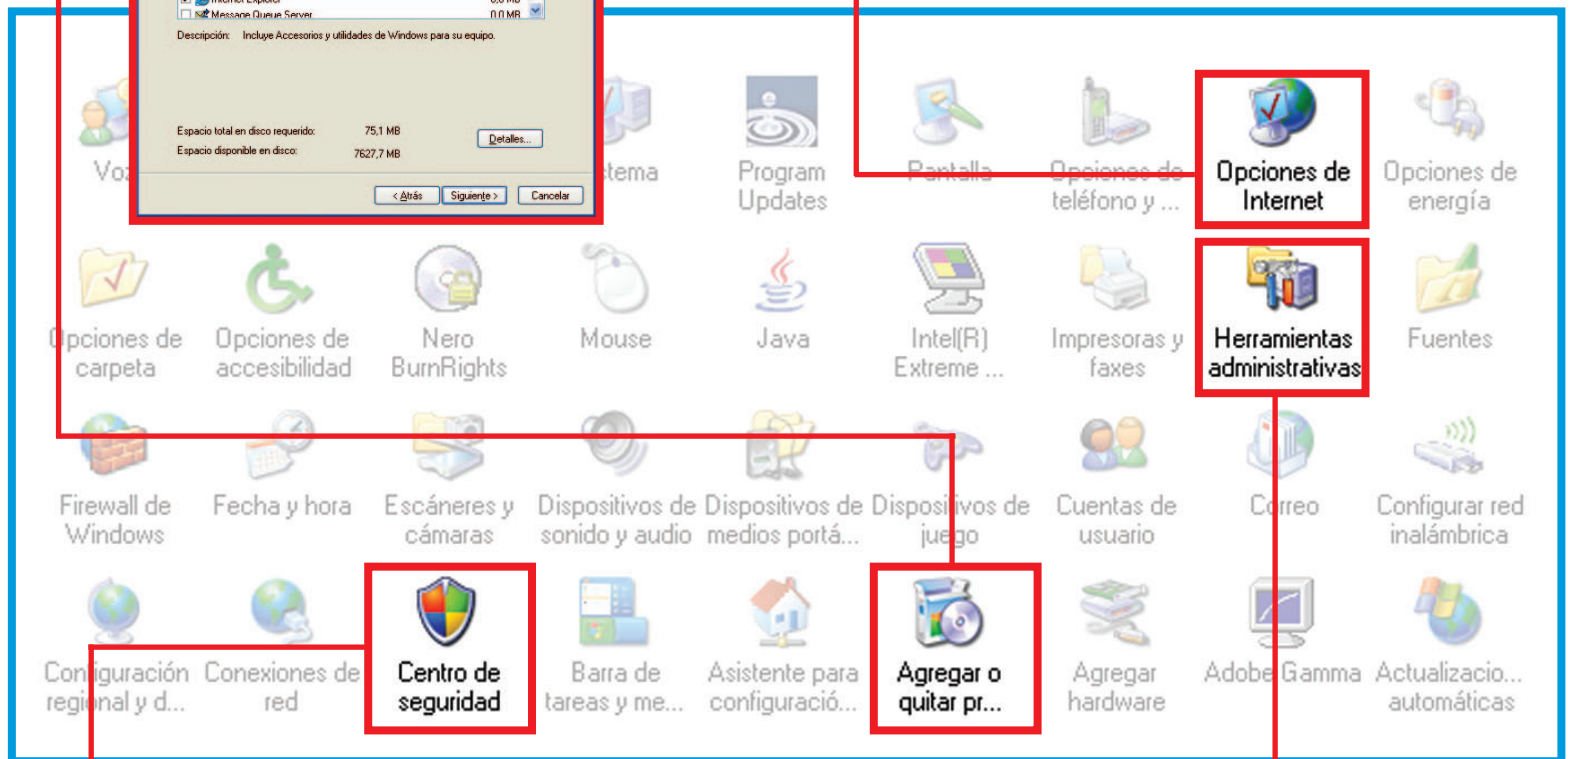 Internet Explorer 0,0 MB
Message Queue Server 0,0 MB
Descripción: Incluye Accesorios y utilidades de Windows para su equipo.
Espacio total en disco requerido: 75,1 MB
Espacio disponible en disco: 7627,7 MB
Detalles...
< Atrás Siguiente > Cancelar
Program
Updates
Pantalla
Opciones de
teléfono y ...
Opciones de
Internet
Opciones de
energía
Opciones de
carpeta
Opciones de
accesibilidad
Nero
BurnRights
Mouse
Java
Intel(R)
Extreme ...
Impresoras y
faxes
Herramientas
administrativas
Fuentes
Firewall de
Windows
Fecha y hora
Escáneres y
cámaras
Dispositivos de
sonido y audio
Dispositivos de
medios portá...
Dispositivos de
juego
Cuentas de
usuario
Correo
Configurar red
inalámbrica
Configuración
regional y d...
Conexiones de
red
Centro de
seguridad
Barra de
tareas y me...
Asistente para
configuració...
Agregar o
quitar pr...
Agregar
hardware
Adobe Gamma
Actualizacio...
automáticas